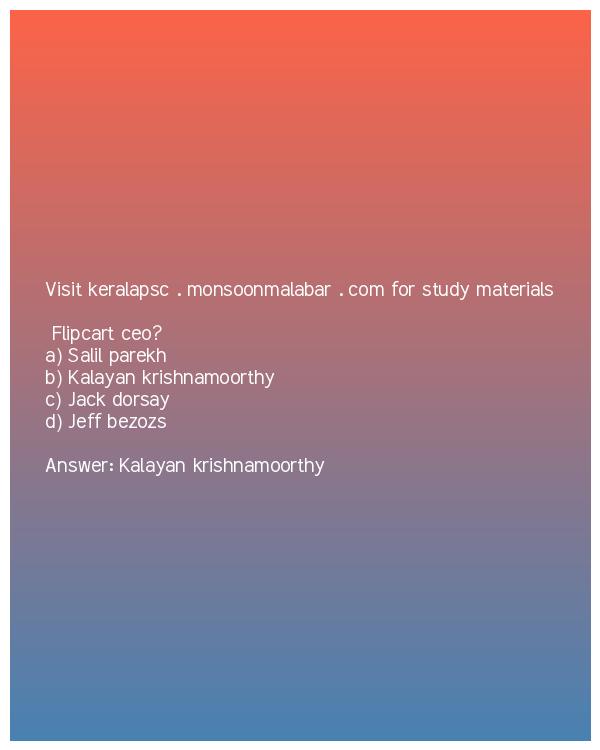 Visit keralapsc . monsoonmalabar . com for study materials
Flipcart ceo?
a) Salil parekh
b) Kalayan krishnamoorthy
c) Jack dorsay
d) Jeff bezozs
Answer: Kalayan krishnamoorthy